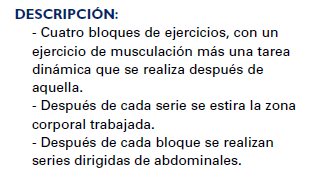 DESCRIPCIÓN:
- Cuatro bloques de ejercicios, con un
ejercicio de musculación más una tarea
dinámica que se realiza después de
aquella.
- Después de cada serie se estira la zona
corporal trabajada.
- Después de cada bloque se realizan
series dirigidas de abdominales.